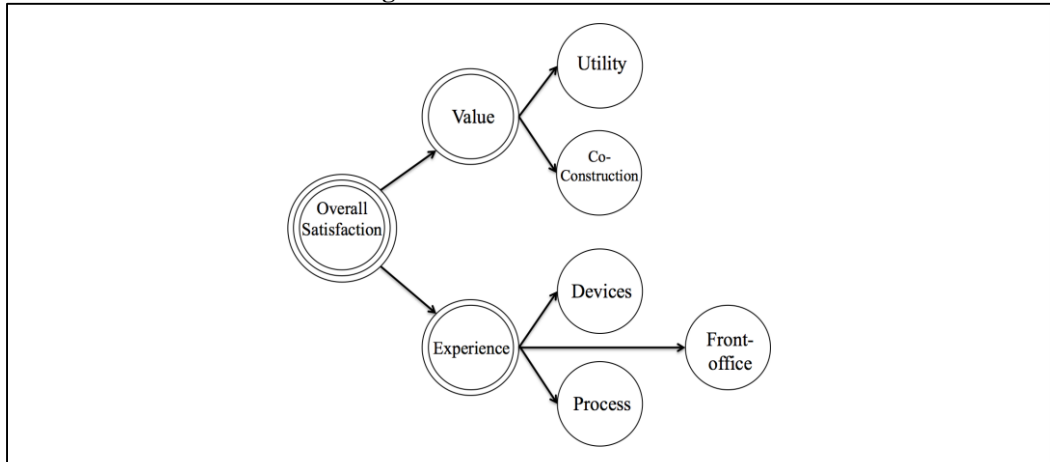 Utility
Value
Co-
Construction
Overall
Satisfaction
Devices
Experience
Front-
office
Process